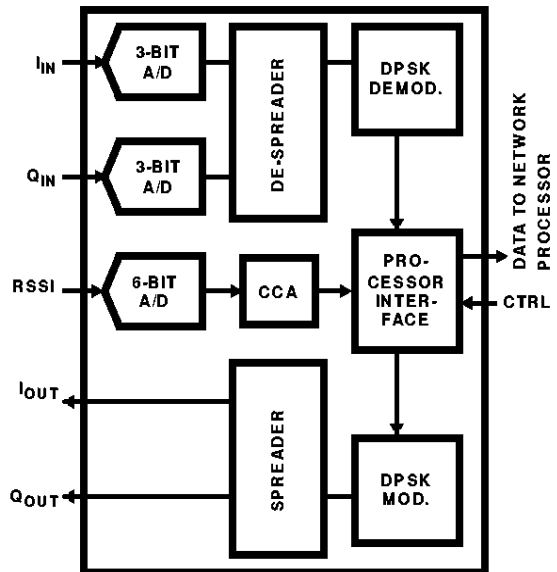 I_IN
3-BIT
A/D
DE-SPREADER
DPSK
DEMOD.
Q_IN
3-BIT
A/D
DATA TO NETWORK
PROCESSOR
RSSI
6-BIT
A/D
CCA
PRO-
CESSOR
INTER-
FACE
CTRL
I_OUT
SPREADER
DPSK
MOD.
Q_OUT